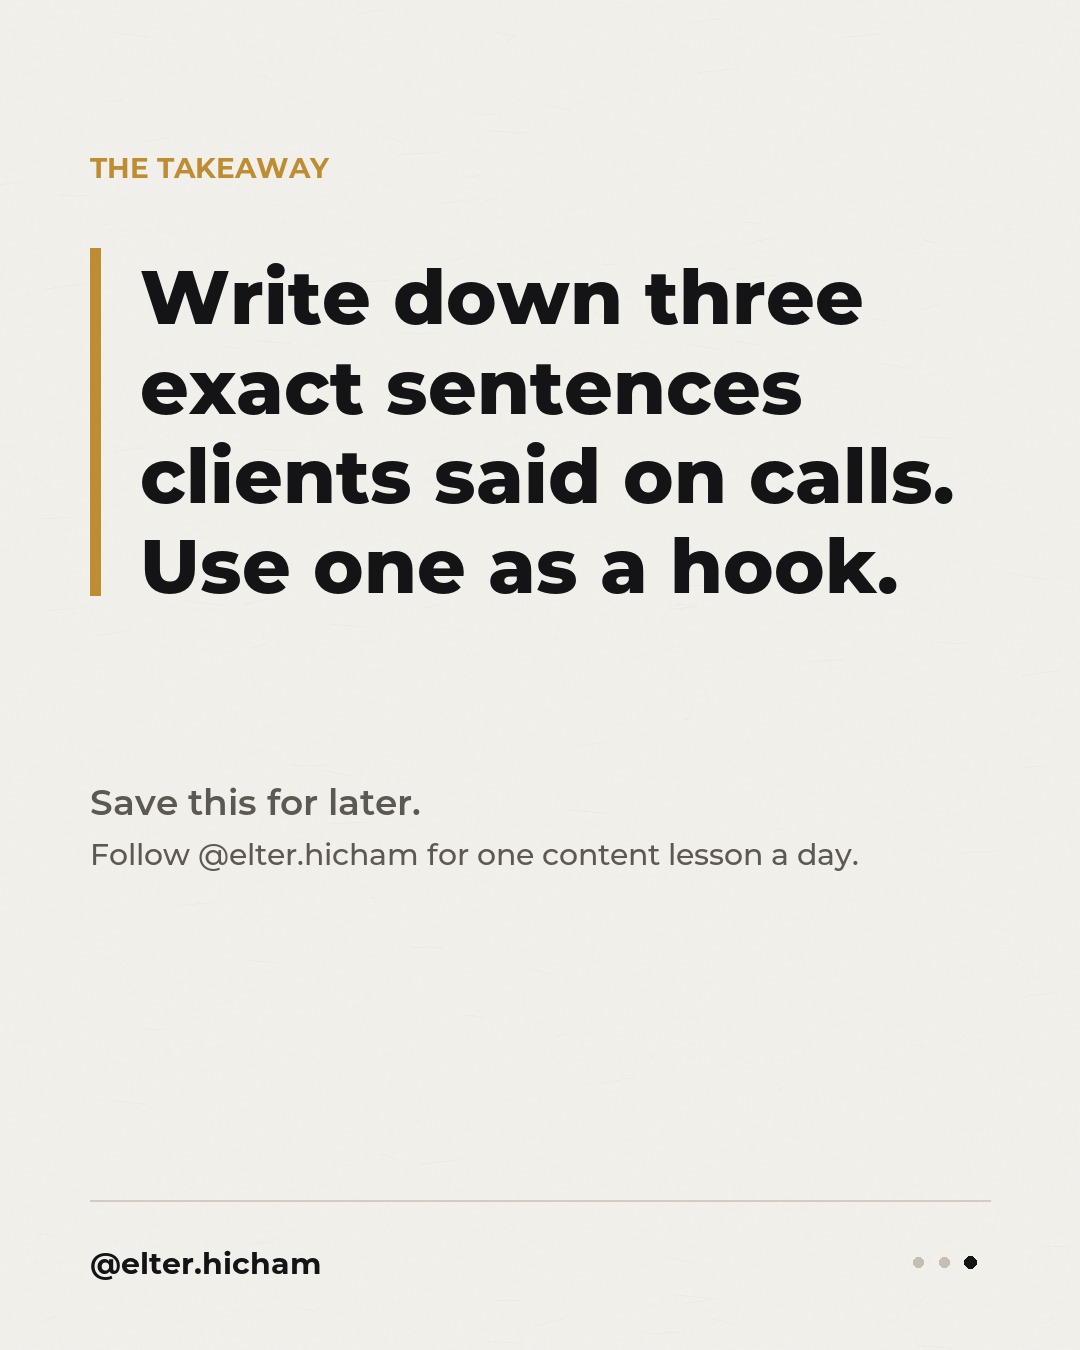 THE TAKEAWAY
Write down three
exact sentences
clients said on calls.
Use one as a hook.
Save this for later.
Follow @elter.hicham for one content lesson a day.
@elter.hicham